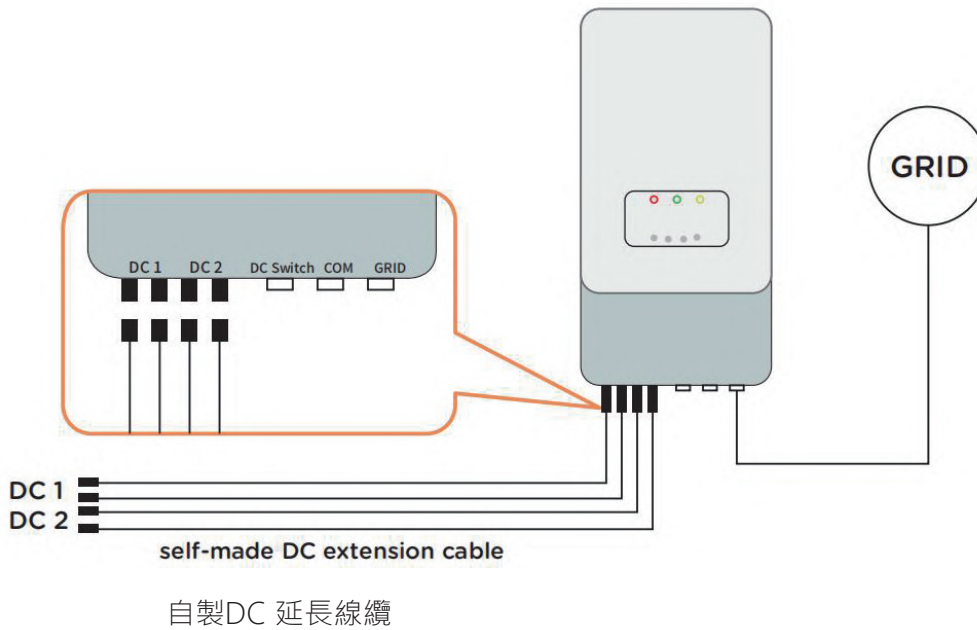 GRID
DC 1 DC 2 DC Switch COM GRID
DC 1
DC 2
self-made DC extension cable
自製DC 延長線纜